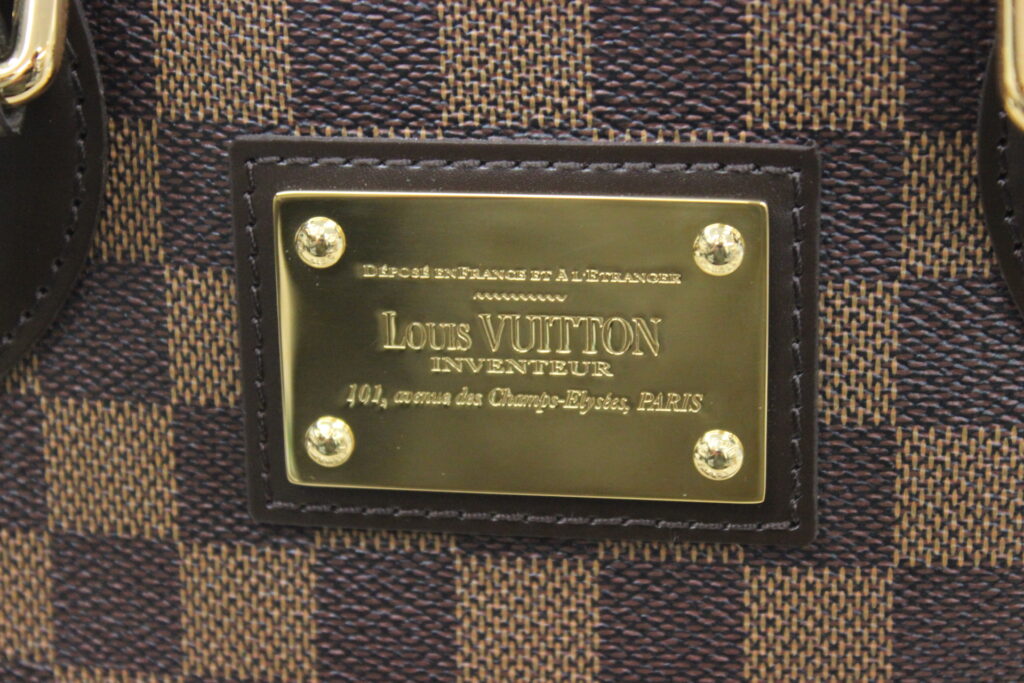 DÉPOSÉ EN FRANCE ET A L'ETRANGER
LOUIS VUITTON
INVENTEUR
101, avenue des Champs-Elysées, PARIS